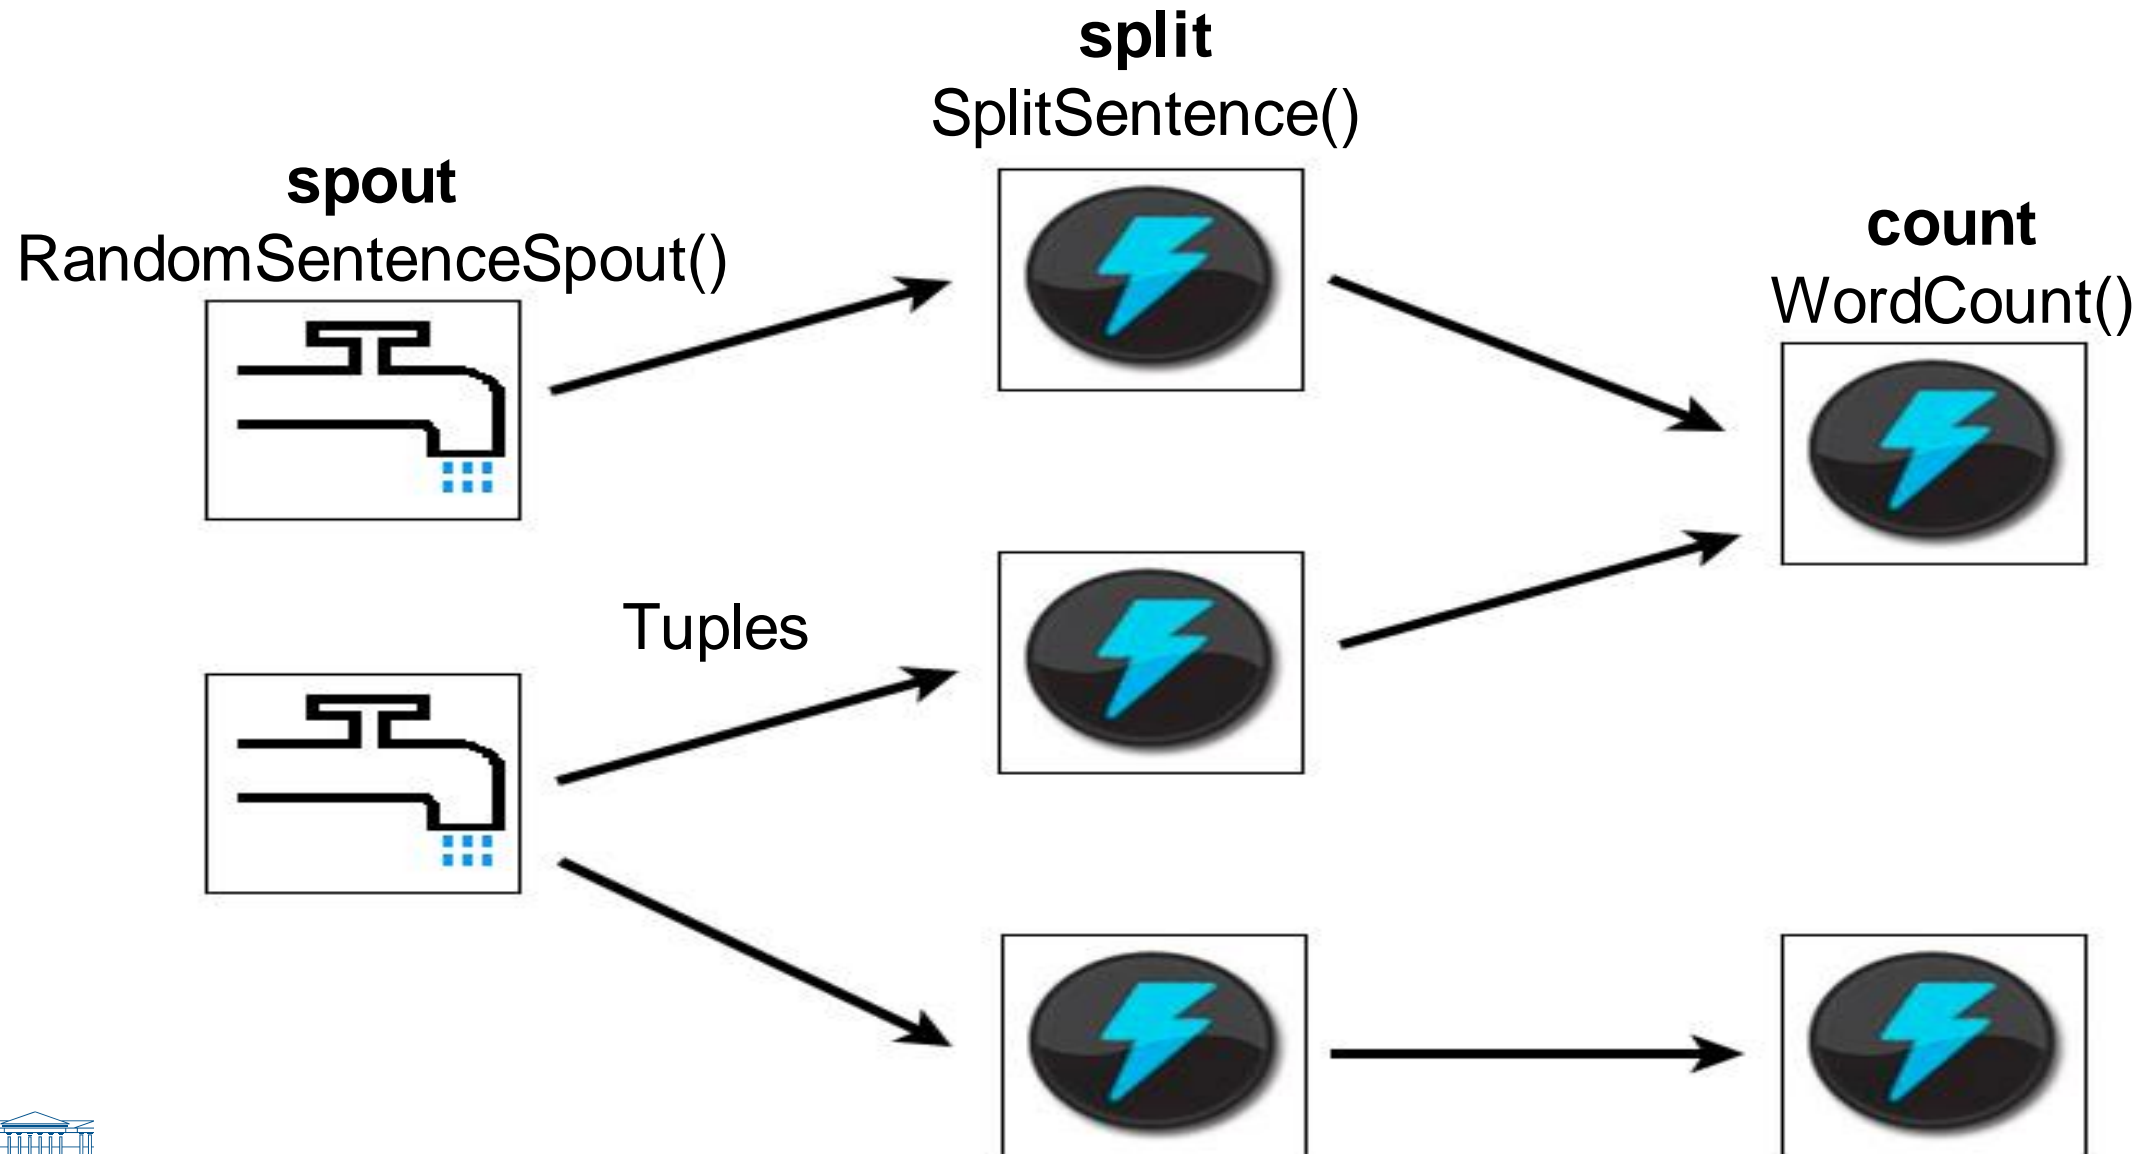 split
SplitSentence()
spout
RandomSentenceSpout()
count
WordCount()
Tuples